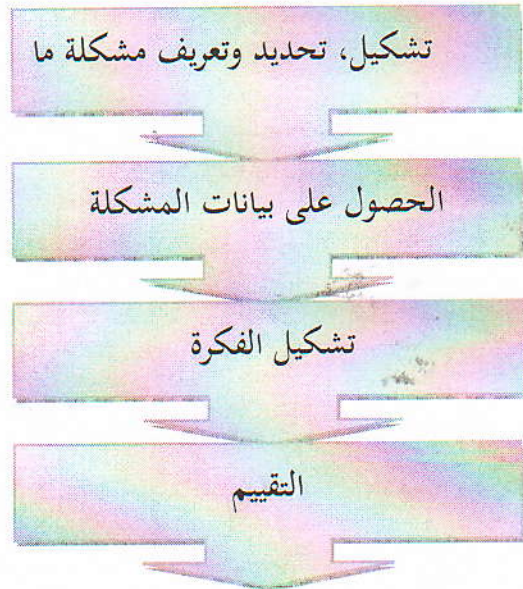 تشكيل، تحديد وتعريف مشكلة ما
الحصول على بيانات المشكلة
تشكيل الفكرة
التقييم